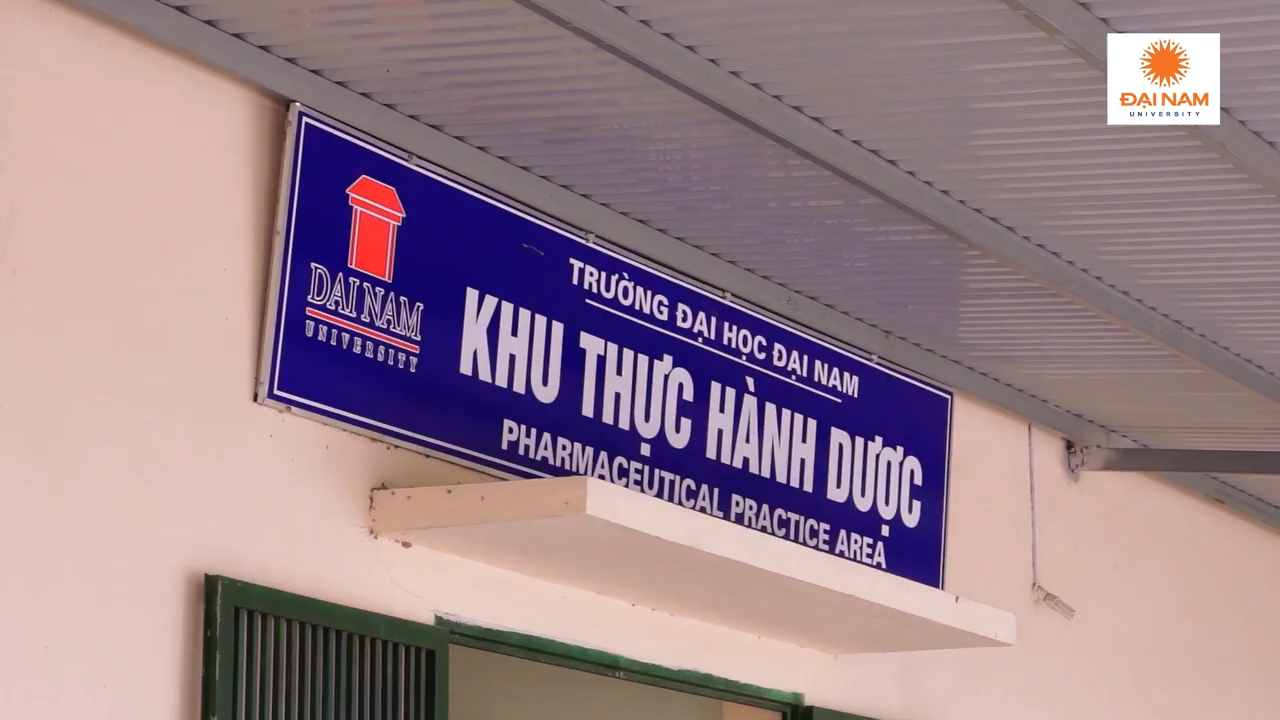 ĐẠI NAM
UNIVERSITY
TRƯỜNG ĐẠI HỌC ĐẠI NAM
DAI NAM
UNIVERSITY
KHU THỰC HÀNH DƯỢC
PHARMACEUTICAL PRACTICE AREA